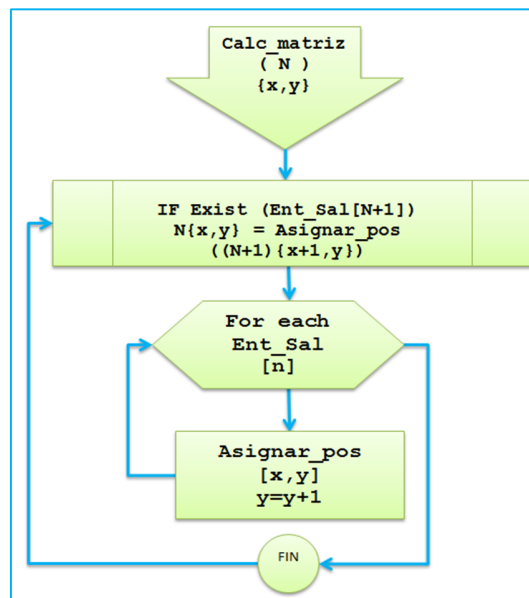 Calc_matriz
( N )
{x,y}
IF Exist (Ent_Sal[N+1])
N{x,y} = Asignar_pos
((N+1){x+1,y})
For each
Ent_Sal
[n]
Asignar_pos
[x,y]
y=y+1
FIN